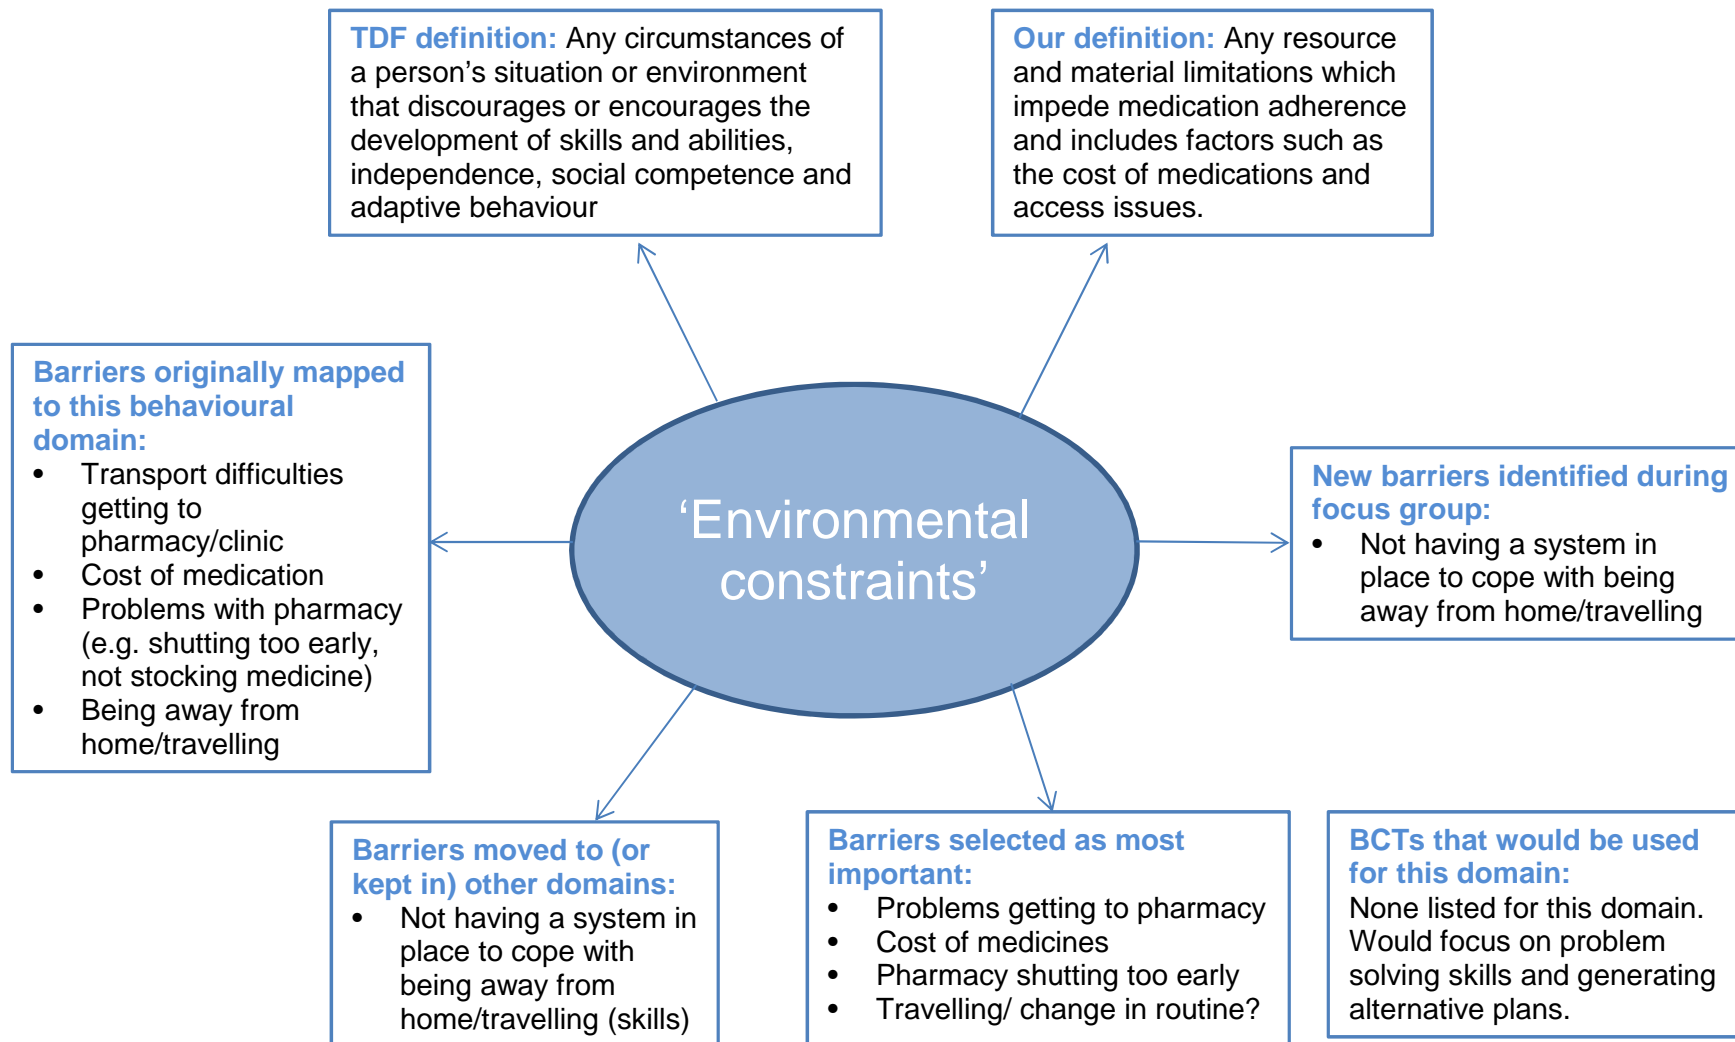 TDF definition: Any circumstances of
a person’s situation or environment
that discourages or encourages the
development of skills and abilities,
independence, social competence and
adaptive behaviour
Our definition: Any resource
and material limitations which
impede medication adherence
and includes factors such as
the cost of medications and
access issues.
Barriers originally mapped
to this behavioural
domain:
• Transport difficulties
getting to
pharmacy/clinic
• Cost of medication
• Problems with pharmacy
(e.g. shutting too early,
not stocking medicine)
• Being away from
home/travelling
‘Environmental
constraints’
New barriers identified during
focus group:
• Not having a system in
place to cope with being
away from home/travelling
Barriers moved to (or
kept in) other domains:
• Not having a system in
place to cope with
being away from
home/travelling (skills)
Barriers selected as most
important:
• Problems getting to pharmacy
• Cost of medicines
• Pharmacy shutting too early
• Travelling/ change in routine?
BCTs that would be used
for this domain:
None listed for this domain.
Would focus on problem
solving skills and generating
alternative plans.